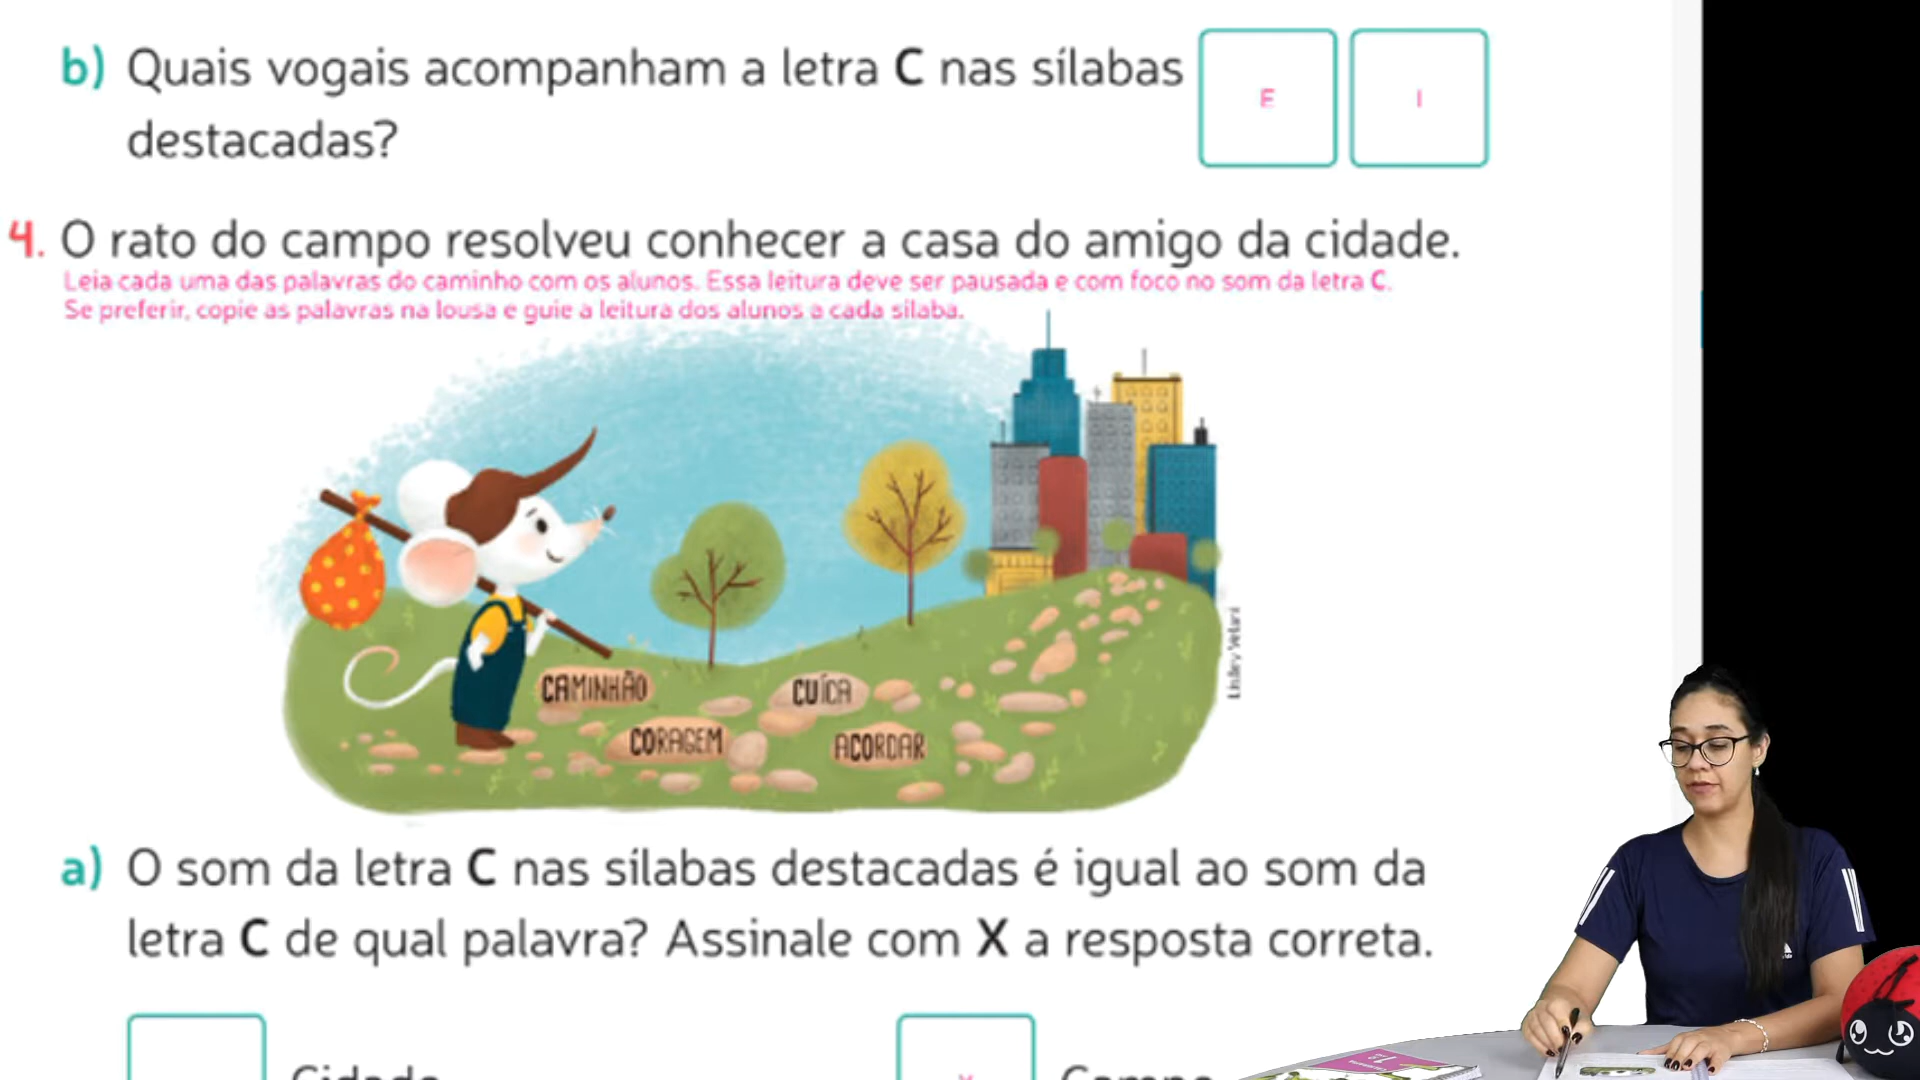 b) Quais vogais acompanham a letra C nas sílabas
destacadas?
E I
4. O rato do campo resolveu conhecer a casa do amigo da cidade.
Leia cada uma das palavras do caminho com os alunos. Essa leitura deve ser pausada e com foco no som da letra C.
Se preferir, copie as palavras na lousa e guie a leitura dos alunos a cada sílaba.
CAMINHÃO
CUÍCA
CORAGEM
ACORDAR
a) O som da letra C nas sílabas destacadas é igual ao som da
letra C de qual palavra? Assinale com X a resposta correta.
Cidade
X Campo